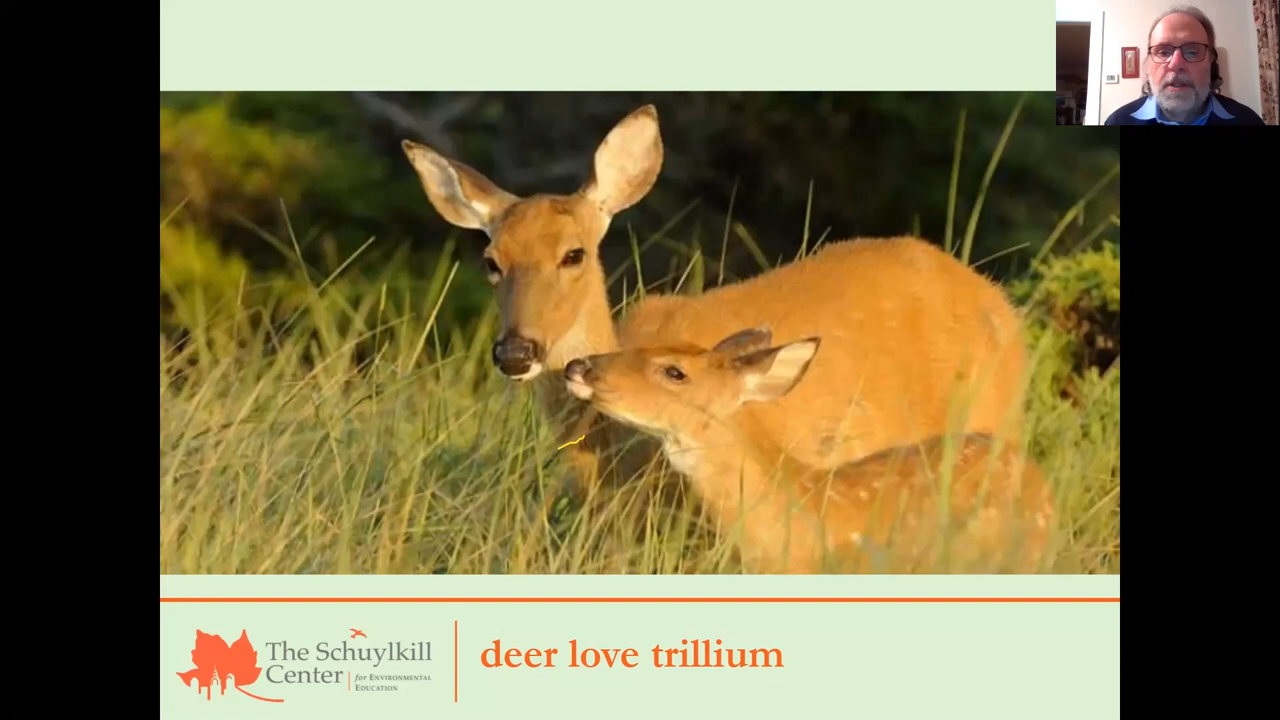 The Schuylkill
Center
for ENVIRONMENTAL
EDUCATION
deer love trillium